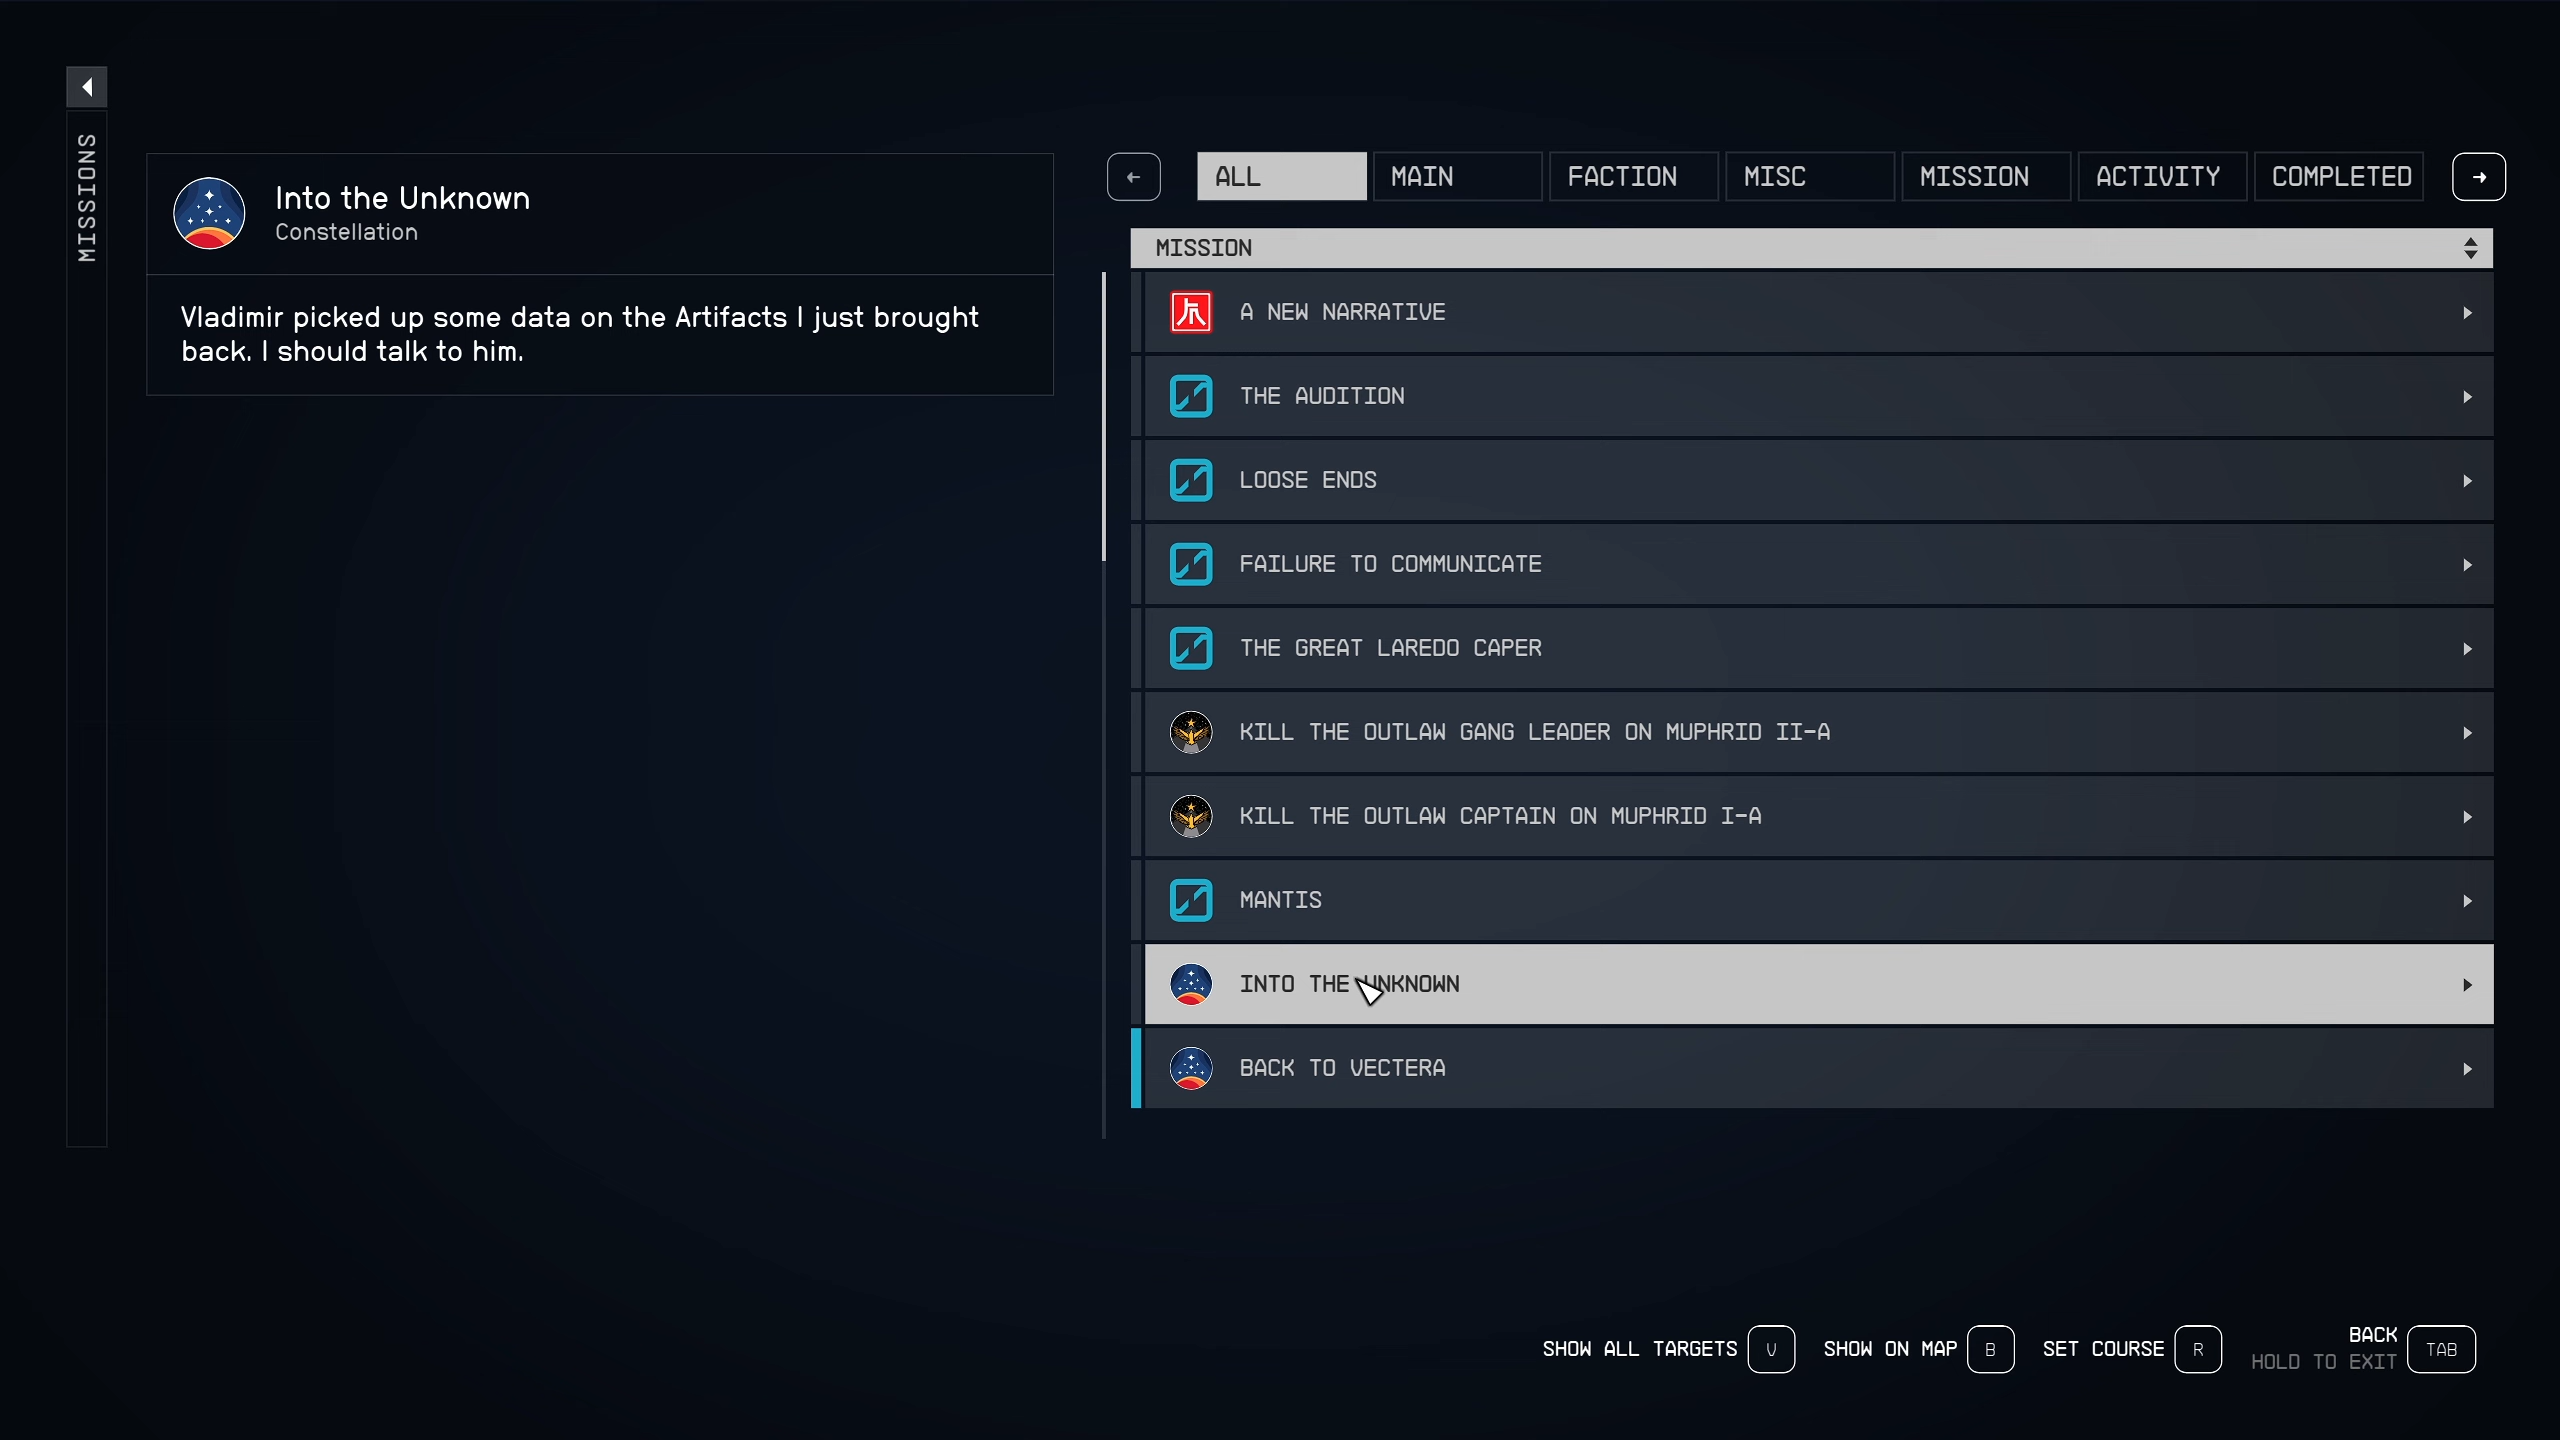 MISSIONS
Into the Unknown
Constellation
Vladimir picked up some data on the Artifacts I just brought
back. I should talk to him.
ALL
MAIN
FACTION
MISC
MISSION
ACTIVITY
COMPLETED
MISSION
A NEW NARRATIVE
THE AUDITION
LOOSE ENDS
FAILURE TO COMMUNICATE
THE GREAT LAREDO CAPER
KILL THE OUTLAW GANG LEADER ON MUPHRID II-A
KILL THE OUTLAW CAPTAIN ON MUPHRID I-A
MANTIS
INTO THE UNKNOWN
BACK TO VECTERA
SHOW ALL TARGETS V
SHOW ON MAP B
SET COURSE R
BACK
HOLD TO EXIT
TAB